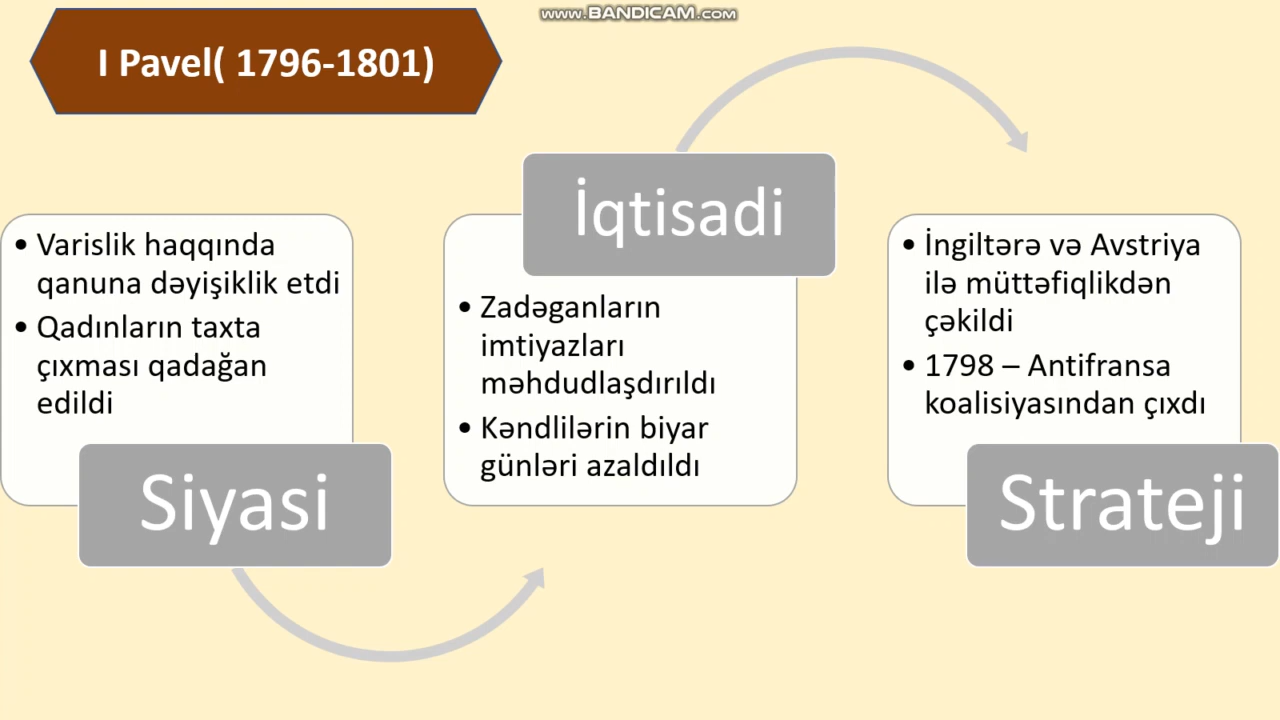 www.BANDICAM.com
I Pavel( 1796-1801)
• Varislik haqqında
qanuna dəyişiklik etdi
• Qadınların taxta
çıxması qadağan
edildi
Siyasi
İqtisadi
• Zadəganların
imtiyazları
məhdudlaşdırıldı
• Kəndlilərin biyar
günləri azaldıldı
• İngiltərə və Avstriya
ilə müttəfiqlikdən
çəkildi
• 1798 – Antifransa
koalisiyasından çıxdı
Strateji